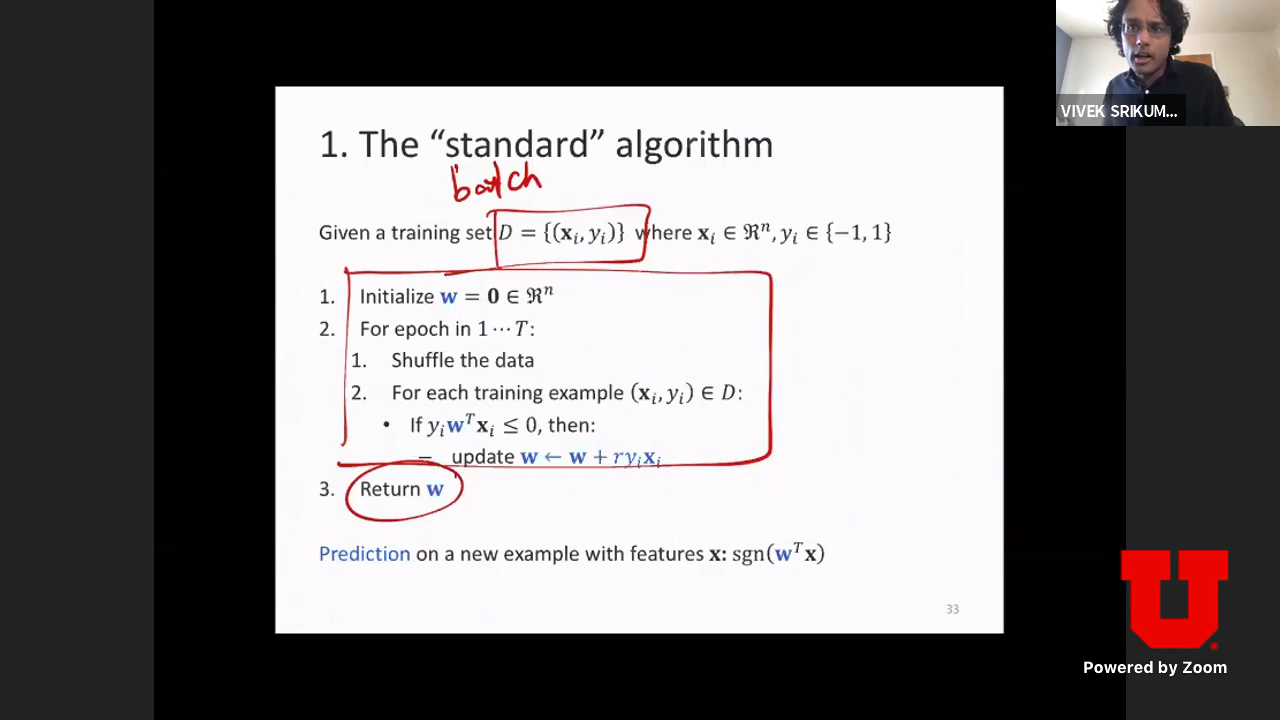 VIVEK SRIKUM...
1. The “standard” algorithm
batch
Given a training set D = {(𝐱ᵢ, yᵢ)} where 𝐱ᵢ ∈ ℜⁿ, yᵢ ∈ {−1, 1}
1. Initialize 𝐰 = 𝟎 ∈ ℜⁿ
2. For epoch in 1 ⋯ T:
1. Shuffle the data
2. For each training example (𝐱ᵢ, yᵢ) ∈ D:
• If yᵢ𝐰ᵀ𝐱ᵢ ≤ 0, then:
– update 𝐰 ← 𝐰 + ryᵢ𝐱ᵢ
3. Return 𝐰
Prediction on a new example with features 𝐱: sgn(𝐰ᵀ𝐱)
33
U
Powered by Zoom